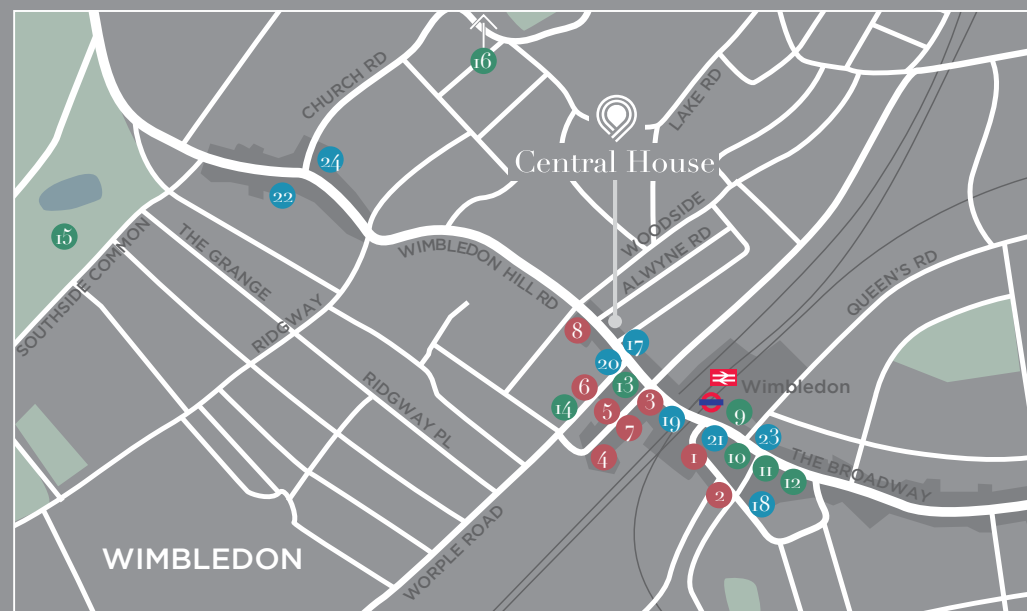 16
CHURCH RD
LAKE RD
24
Central House
22
15
SOUTHSIDE COMMON
THE GRANGE
WIMBLEDON HILL RD
WOODSIDE
ALWYNE RD
QUEEN'S RD
RIDGWAY
8
17
20
RIDGWAY PL
6
13
Wimbledon
14
5
3
9
7
19
21
23
4
1
10
11
THE BROADWAY
12
2
18
WORPLE ROAD
WIMBLEDON